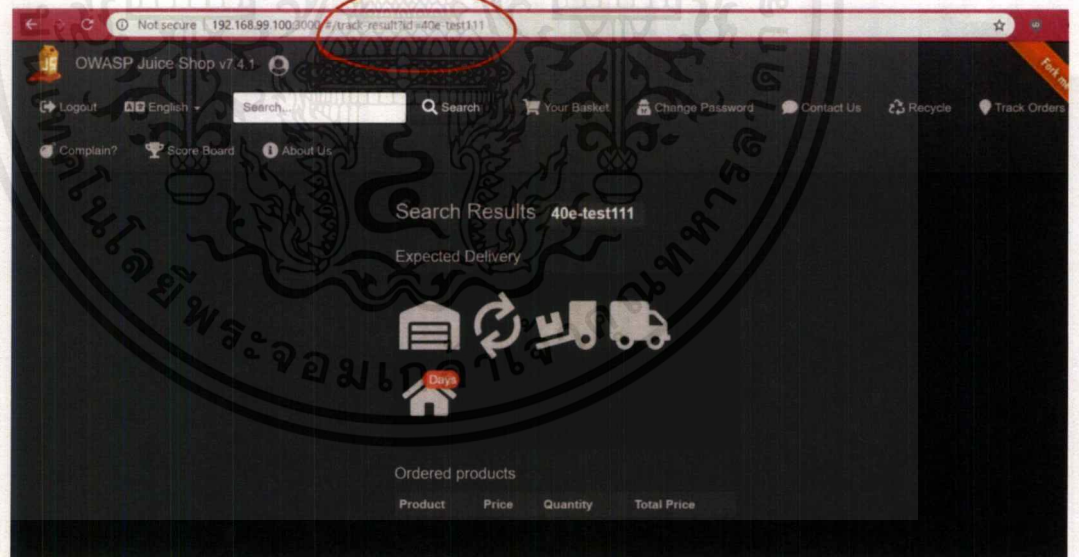 Not secure 192.168.99.100:3000/#/track-result?id=40e-test111
OWASP Juice Shop v7.4.1
Fork me
Logout English Search... Search Your Basket Change Password Contact Us Recycle Track Orders
Complain? Score Board About Us
Search Results 40e-test111
Expected Delivery
Days
Ordered products
Product Price Quantity Total Price